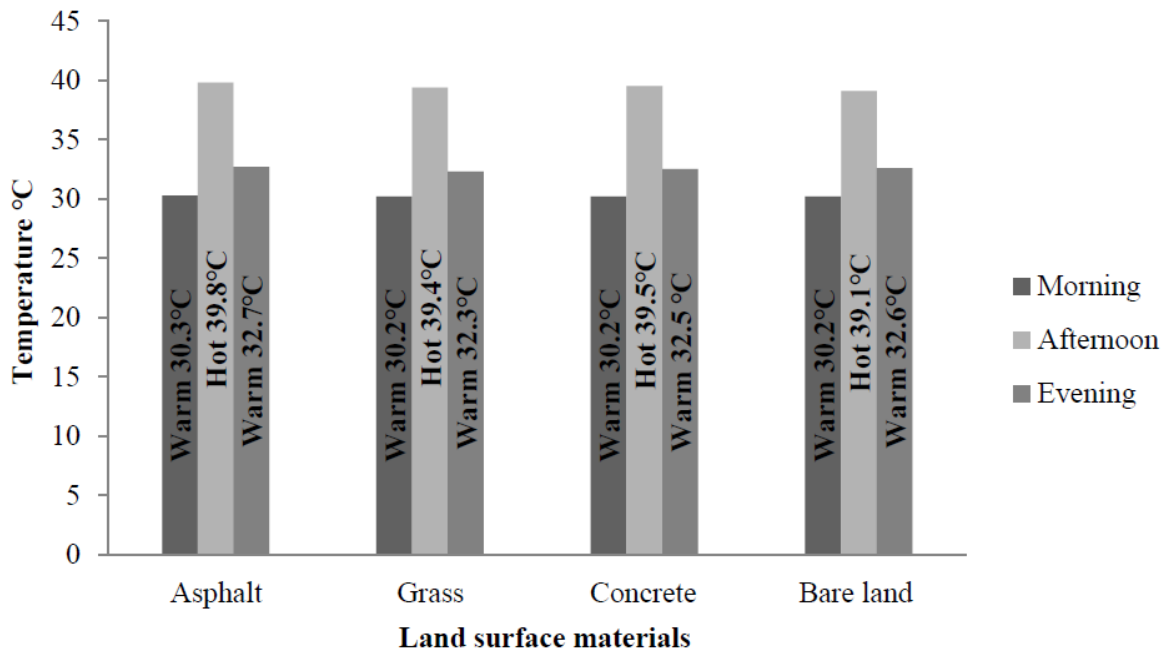 45
40
35
30
25
20
15
10
5
0
Temperature °C
Warm 30.3°C
Hot 39.8°C
Warm 32.7°C
Warm 30.2°C
Hot 39.4°C
Warm 32.3°C
Warm 30.2°C
Hot 39.5°C
Warm 32.5 °C
Warm 30.2°C
Hot 39.1°C
Warm 32.6°C
Morning
Afternoon
Evening
Asphalt
Grass
Concrete
Bare land
Land surface materials